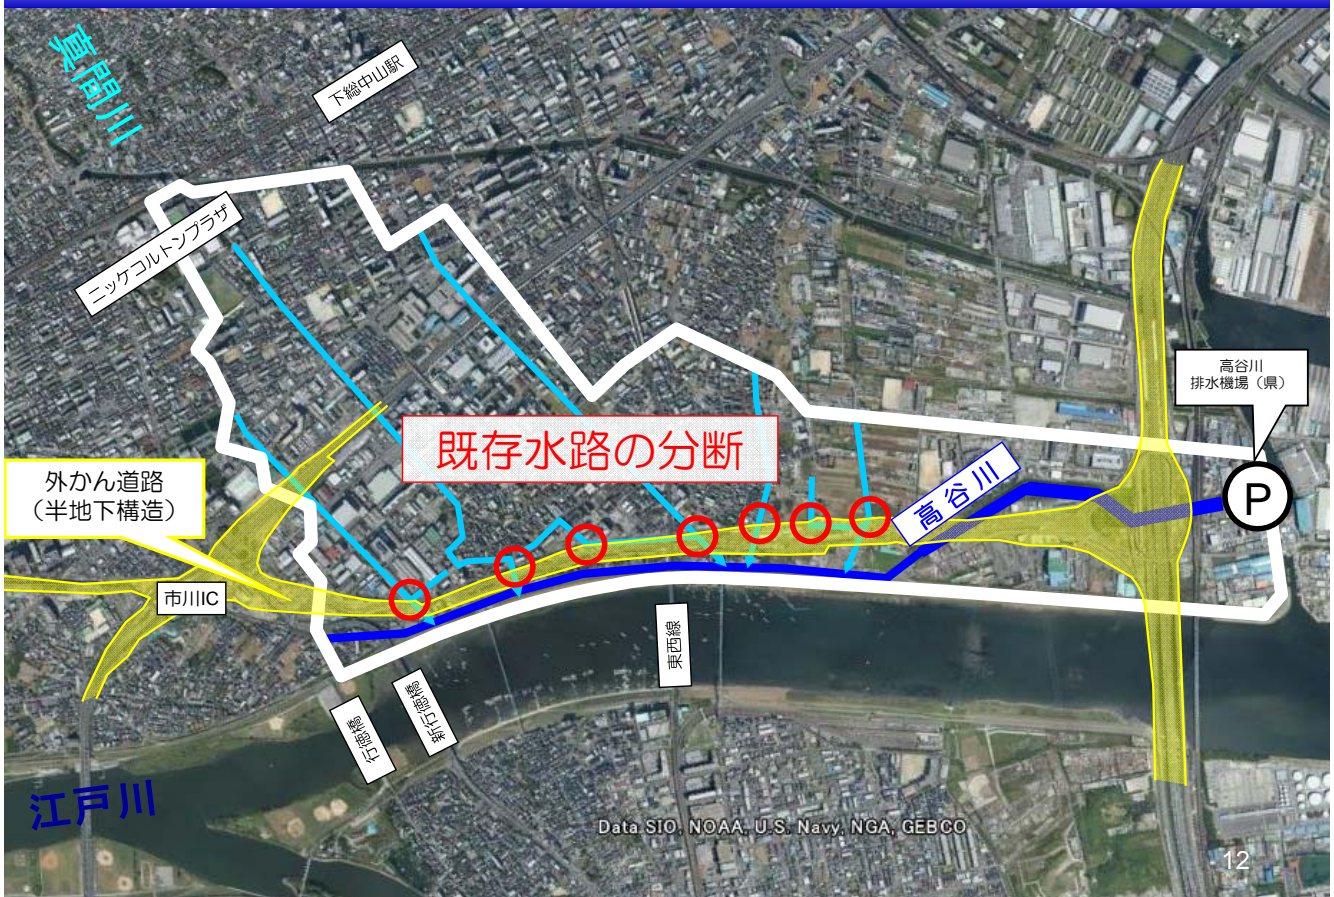 真間川
下総中山駅
ニッケコルトンプラザ
高谷川
排水機場（県）
既存水路の分断
外かん道路
（半地下構造）
高谷川
P
市川IC
東西線
新行徳橋
行徳橋
江戸川
Data SIO, NOAA, U.S. Navy, NGA, GEBCO
12